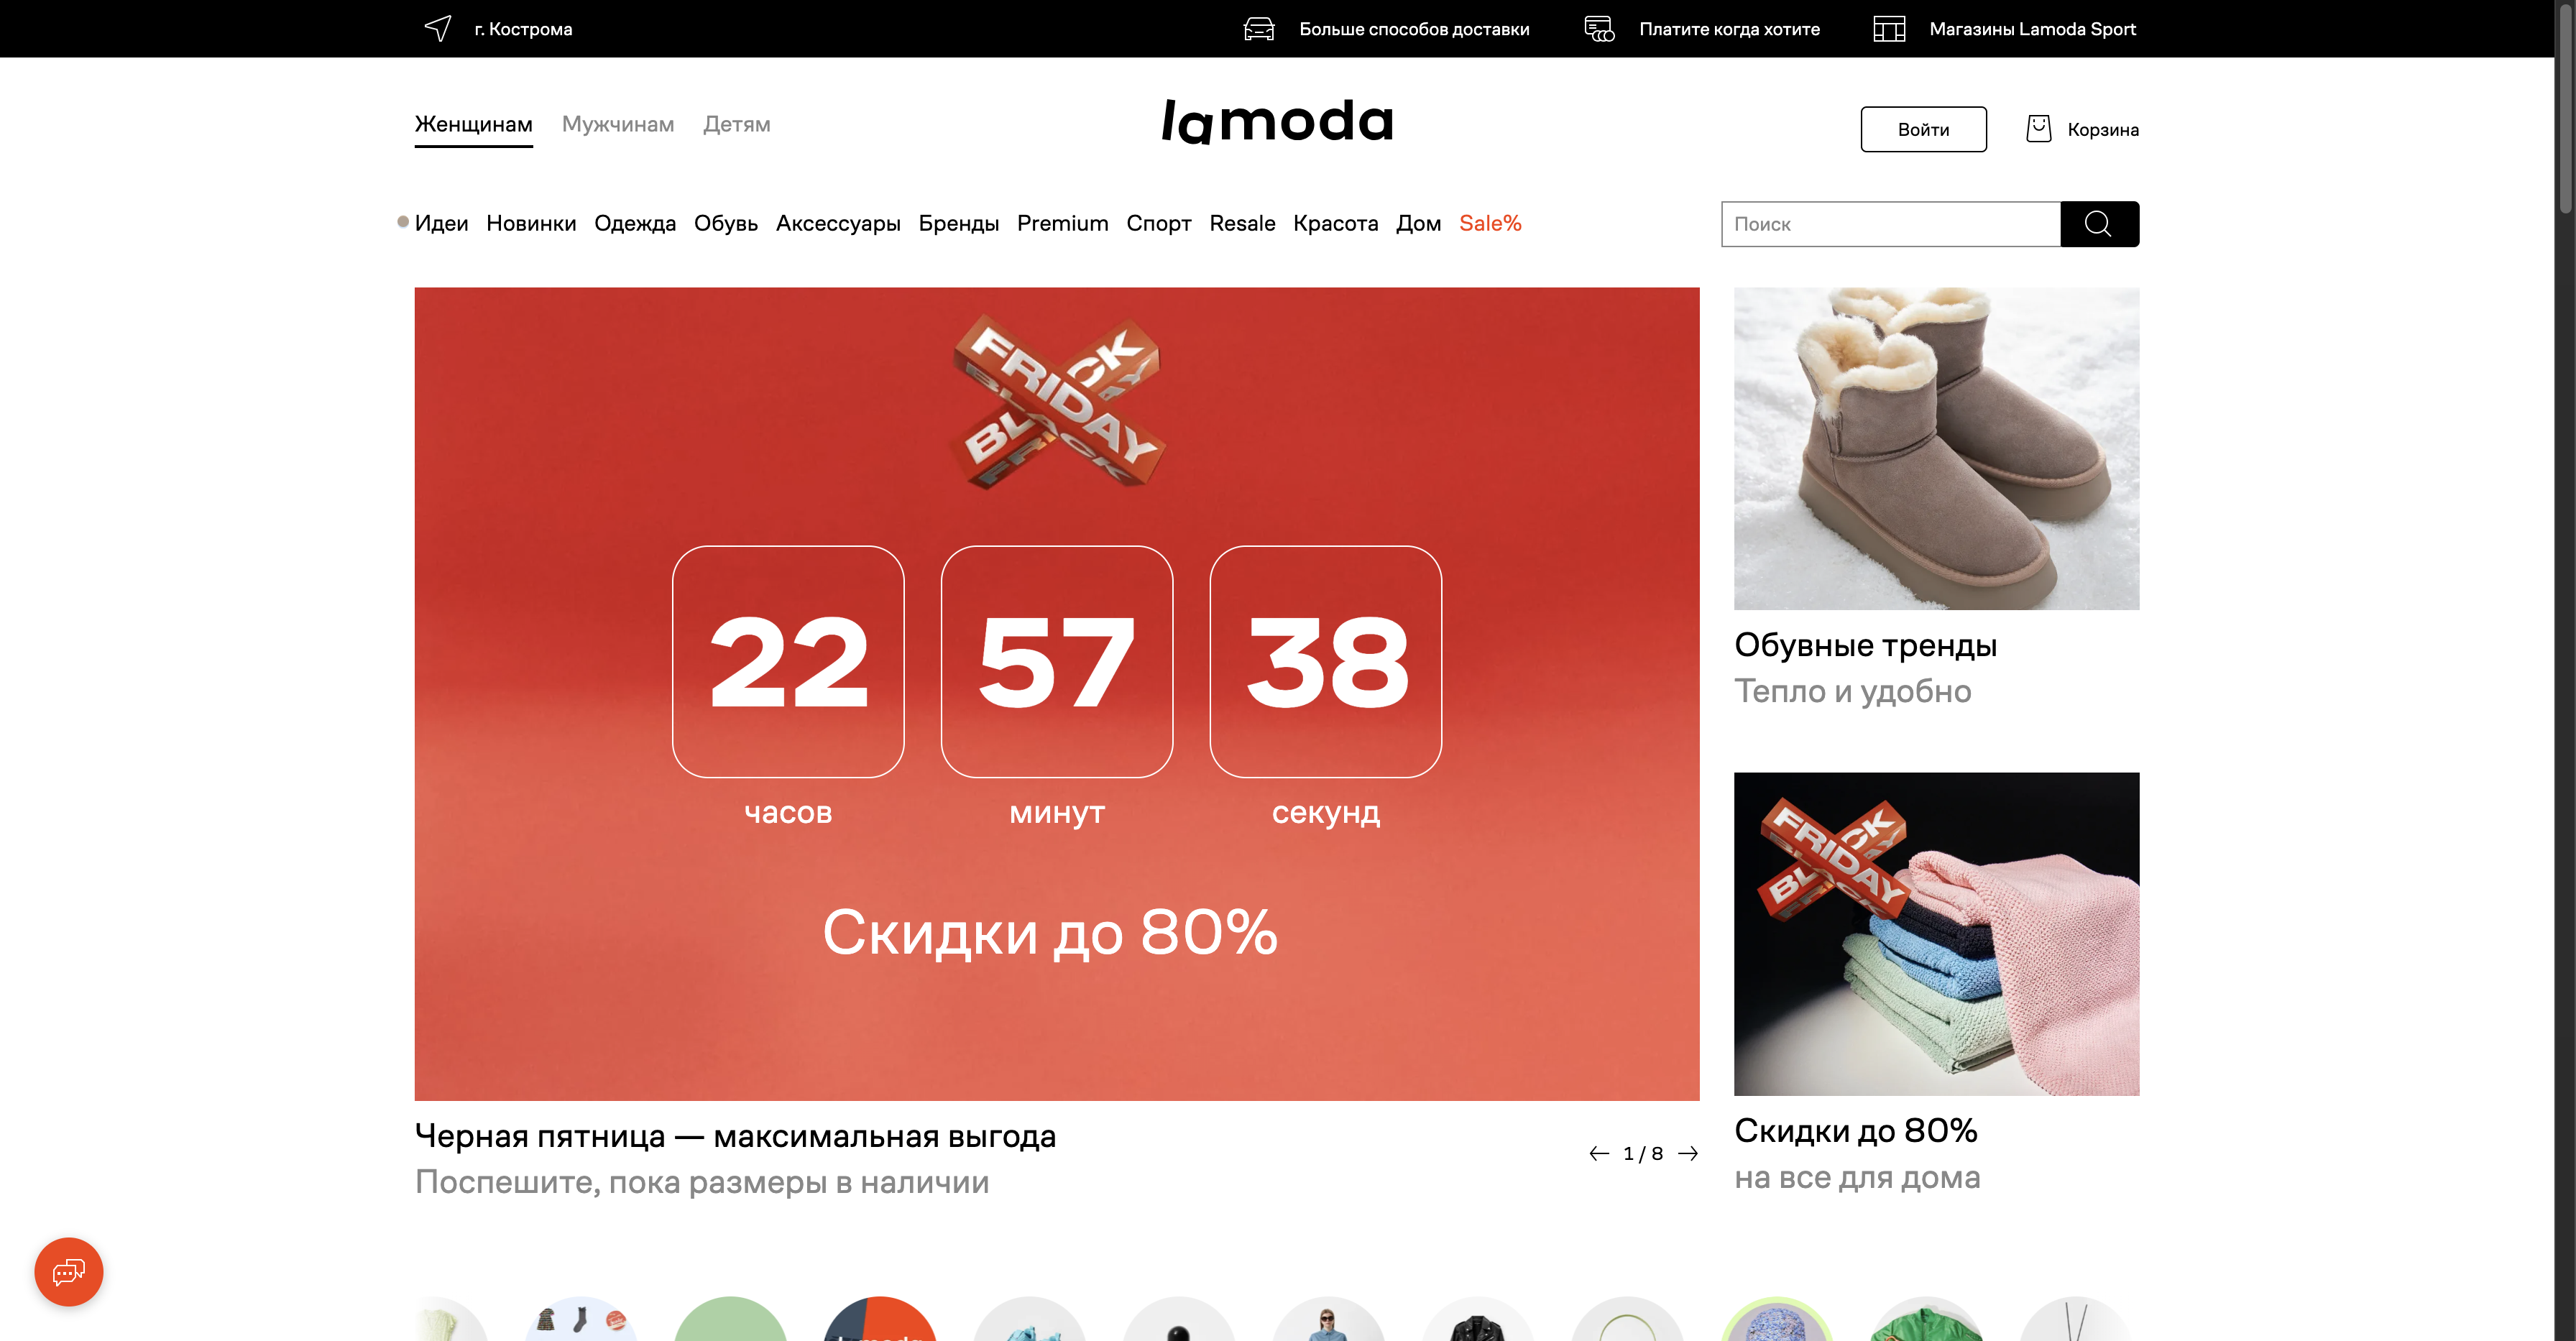 г. Кострома
Больше способов доставки
Платите когда хотите
Магазины Lamoda Sport
Женщинам Мужчинам Детям
lamoda
Войти
Корзина
Идеи Новинки Одежда Обувь Аксессуары Бренды Premium Спорт Resale Красота Дом Sale%
Поиск
FRIDAY
BLACK
22 57 38
часов минут секунд
Скидки до 80%
Черная пятница — максимальная выгода
Поспешите, пока размеры в наличии
1 / 8
Обувные тренды
Тепло и удобно
FRIDAY
Скидки до 80%
на все для дома